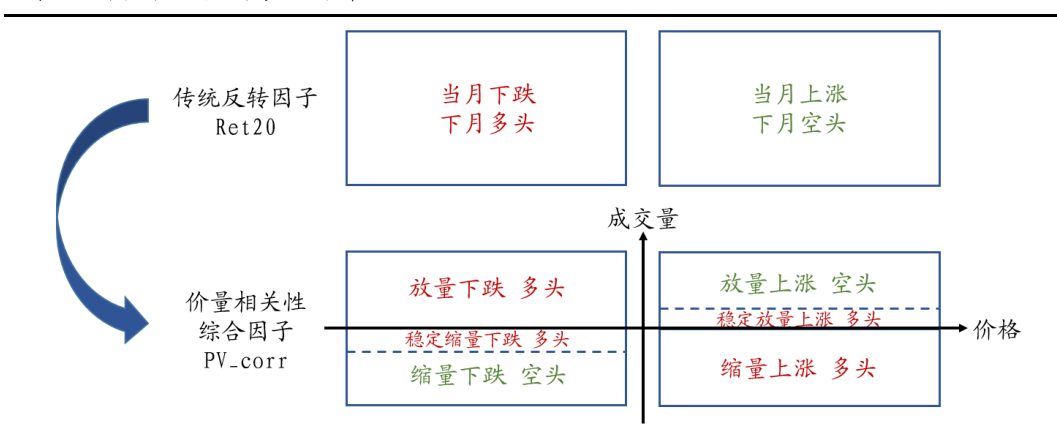 传统反转因子
Ret20
当月下跌
下月多头
当月上涨
下月空头
成交量
价格
价量相关性
综合因子
PV_corr
放量下跌 多头
稳定缩量下跌 多头
缩量下跌 空头
放量上涨 空头
稳定放量上涨 多头
缩量上涨 多头